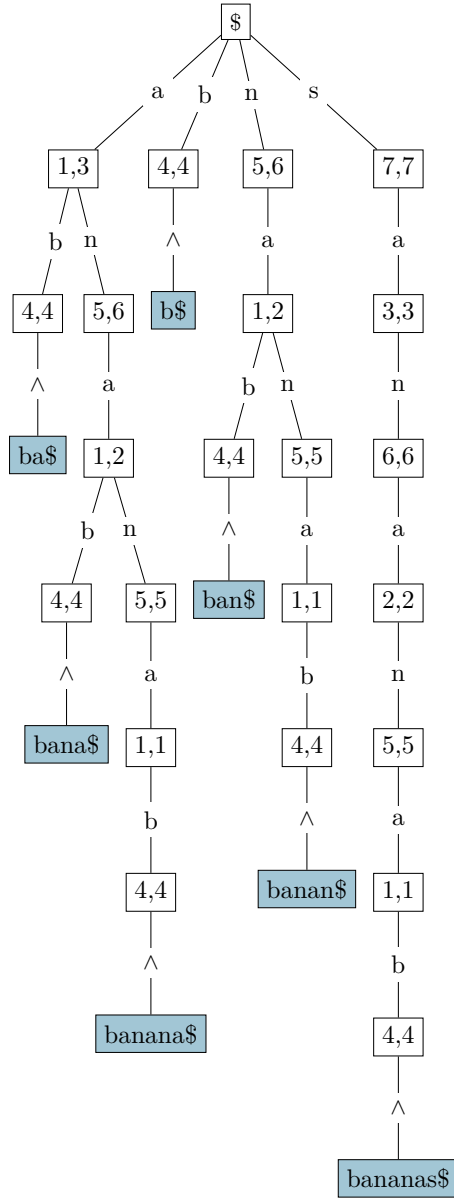 $
a b n s
1,3 4,4 5,6 7,7
b n ∧ a a
4,4 5,6 b$ 1,2 3,3
∧ a b n n
ba$ 1,2 4,4 5,5 6,6
b n ∧ a a
4,4 5,5 ban$ 1,1 2,2
∧ a b n
bana$ 1,1 4,4 5,5
b ∧ a
4,4 banan$ 1,1
∧ b
banana$ 4,4
∧
bananas$